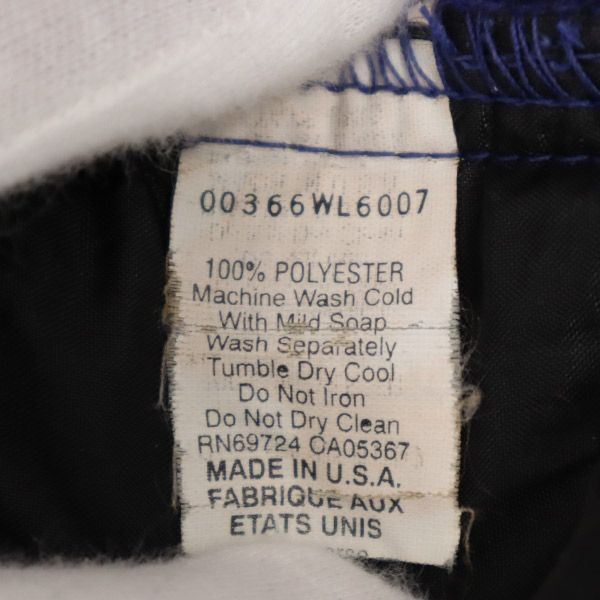 00366WL6007
100% POLYESTER
Machine Wash Cold
With Mild Soap
Wash Separately
Tumble Dry Cool
Do Not Iron
Do Not Dry Clean
RN69724 CA05367
MADE IN U.S.A.
FABRIQUE AUX
ETATS UNIS